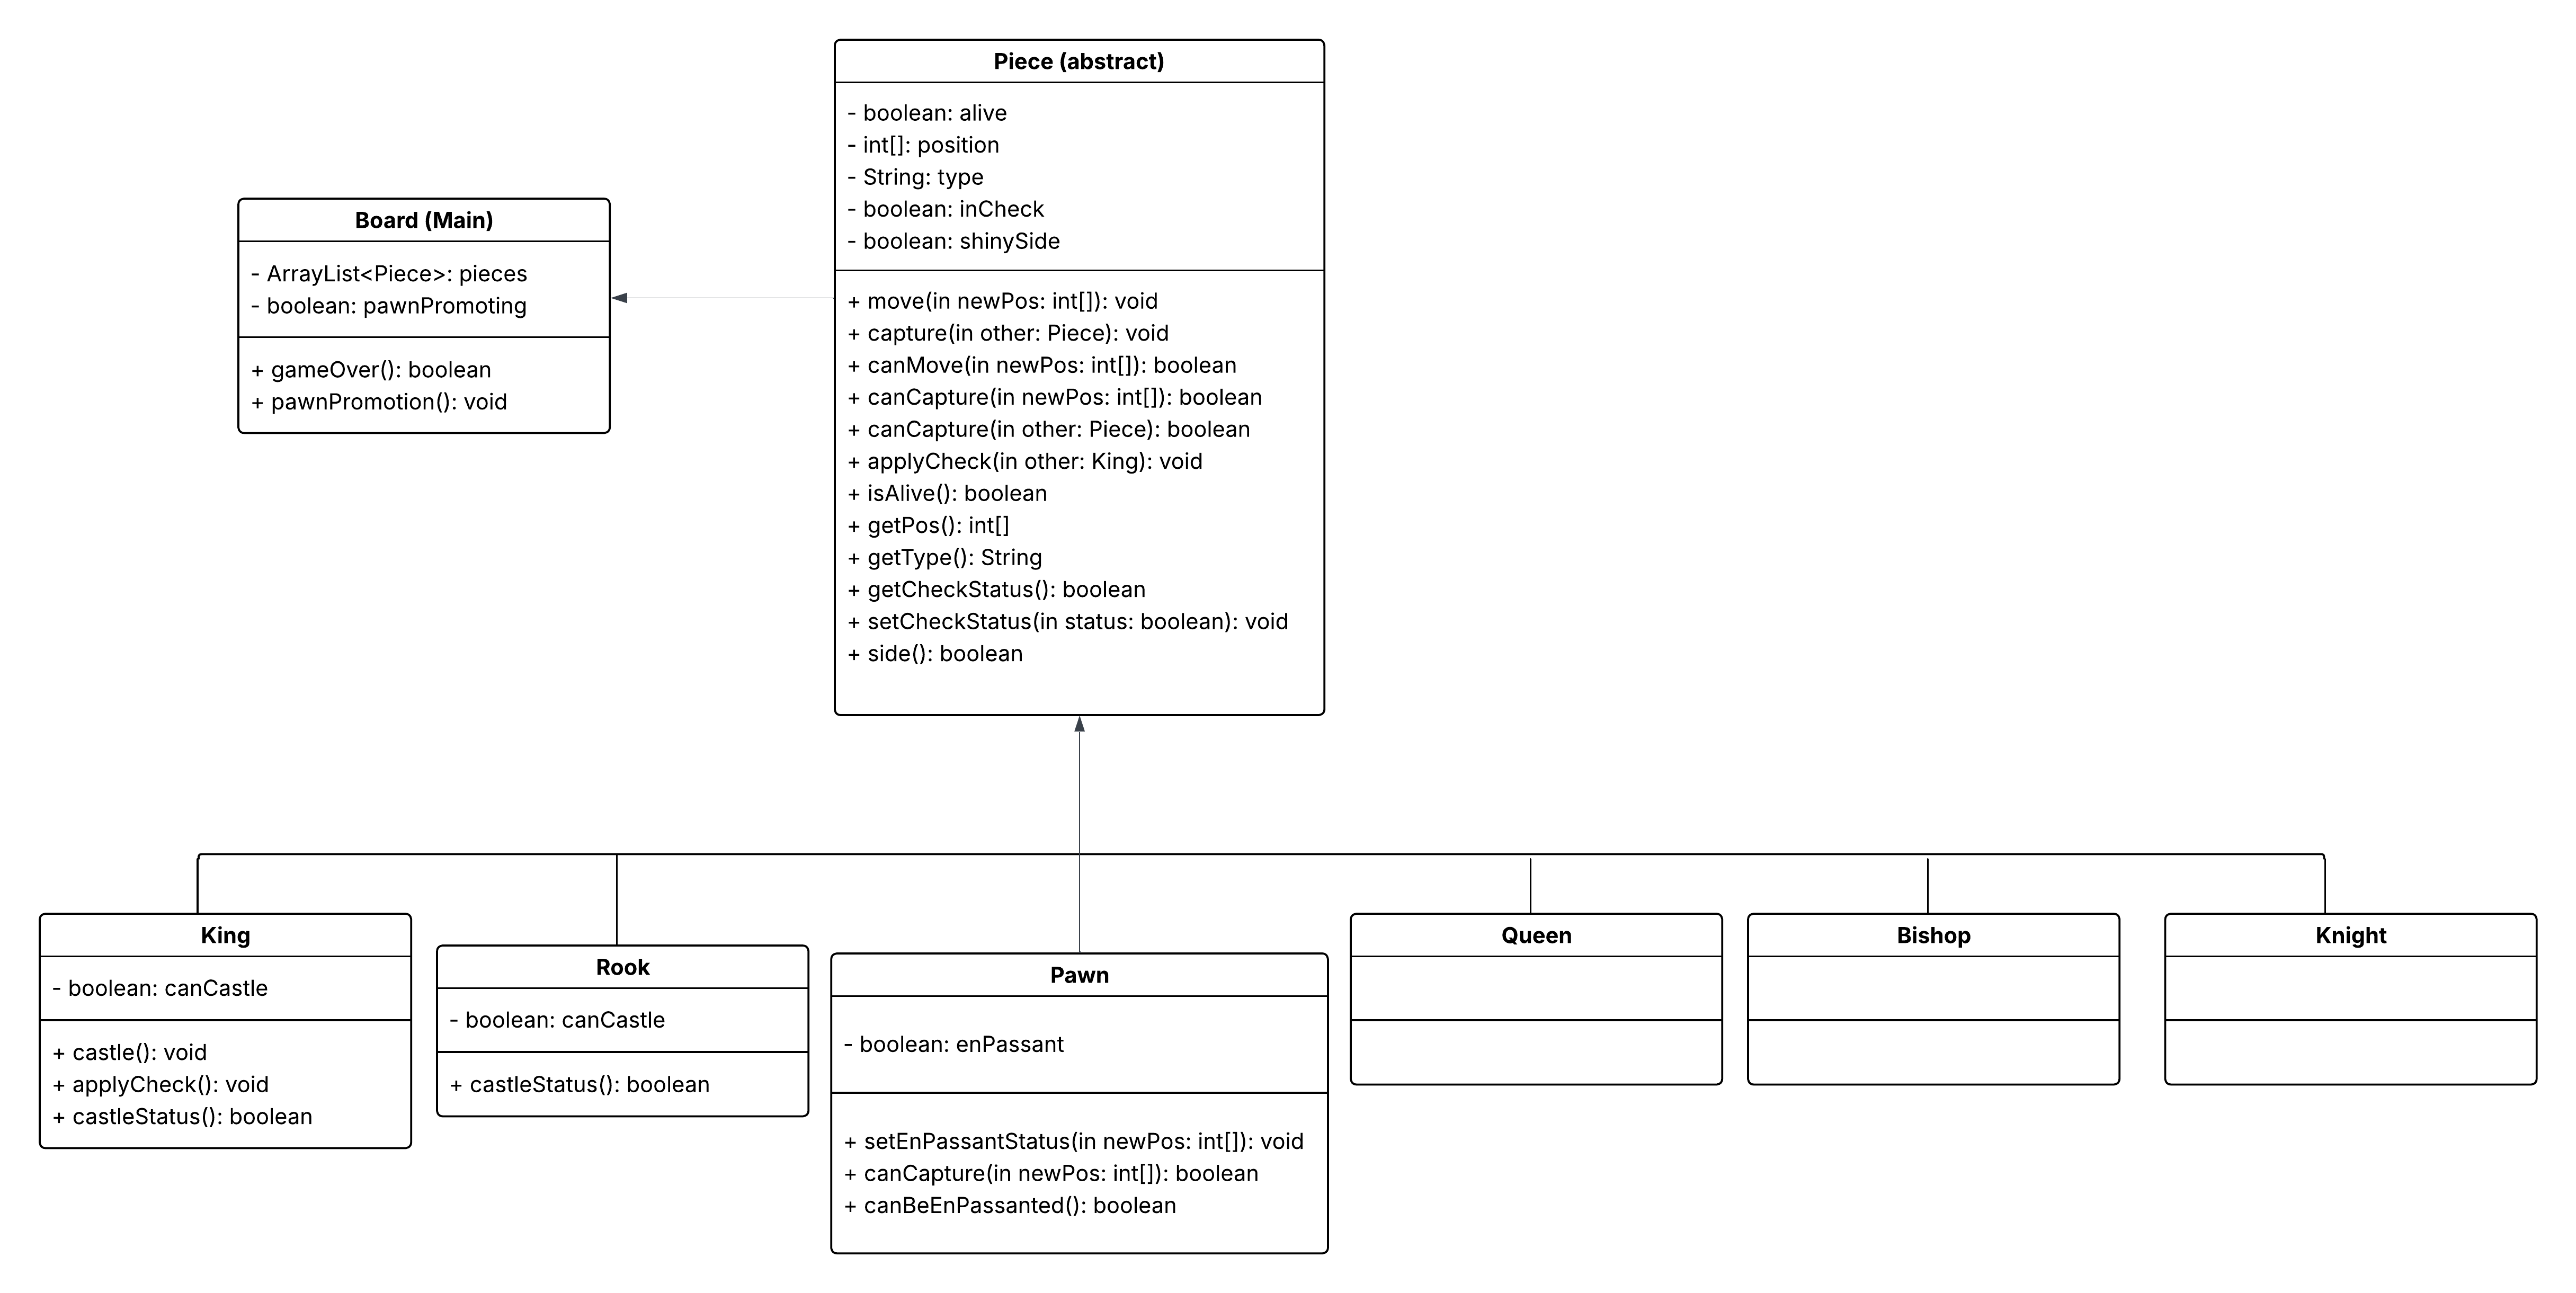 Piece (abstract)
- boolean: alive
- int[]: position
- String: type
- boolean: inCheck
- boolean: shinySide
+ move(in newPos: int[]): void
+ capture(in other: Piece): void
+ canMove(in newPos: int[]): boolean
+ canCapture(in newPos: int[]): boolean
+ canCapture(in other: Piece): boolean
+ applyCheck(in other: King): void
+ isAlive(): boolean
+ getPos(): int[]
+ getType(): String
+ getCheckStatus(): boolean
+ setCheckStatus(in status: boolean): void
+ side(): boolean
Board (Main)
- ArrayList<Piece>: pieces
- boolean: pawnPromoting
+ gameOver(): boolean
+ pawnPromotion(): void
King
- boolean: canCastle
+ castle(): void
+ applyCheck(): void
+ castleStatus(): boolean
Rook
- boolean: canCastle
+ castleStatus(): boolean
Pawn
- boolean: enPassant
+ setEnPassantStatus(in newPos: int[]): void
+ canCapture(in newPos: int[]): boolean
+ canBeEnPassanted(): boolean
Queen
Bishop
Knight